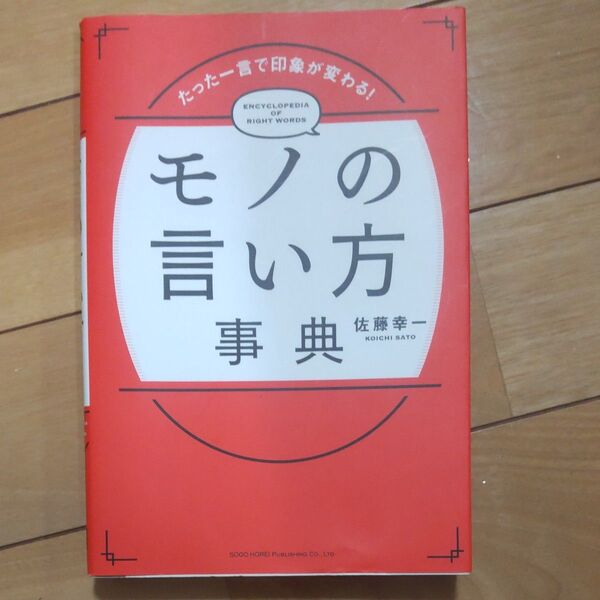 たった一言で印象が変わる!
ENCYCLOPEDIA
OF
RIGHT WORDS
モノの
言い方
事典
佐藤幸一
KOICHI SATO
SOGO HOREI PUBLISHING CO., LTD.